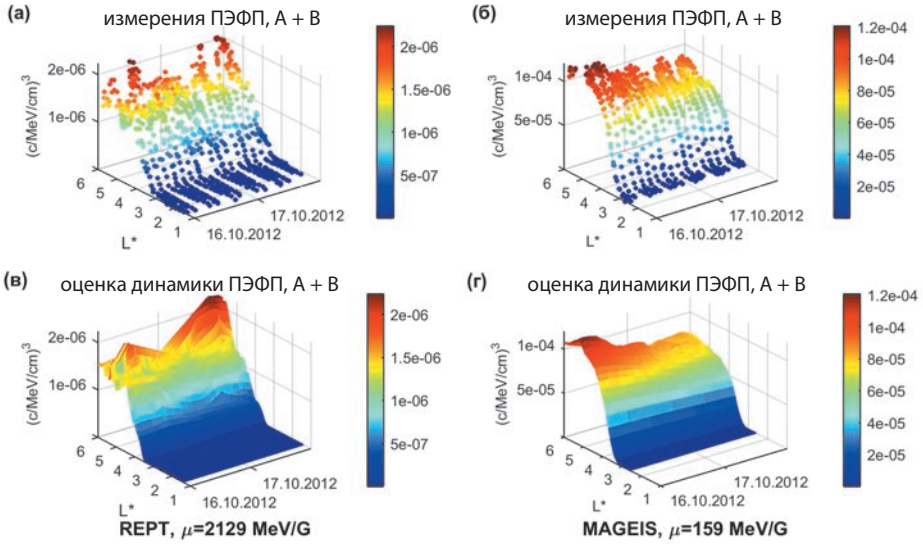 (а)
измерения ПЭФП, А + В
(c/MeV/cm)³
2e-06
1e-06
6
5
4
3
2
1
L*
16.10.2012
17.10.2012
2e-06
1.5e-06
1e-06
5e-07
(б)
измерения ПЭФП, А + В
(c/MeV/cm)³
1e-04
5e-05
6
5
4
3
2
1
L*
16.10.2012
17.10.2012
1.2e-04
1e-04
8e-05
6e-05
4e-05
2e-05
(в)
оценка динамики ПЭФП, А + В
(c/MeV/cm)³
2e-06
1e-06
6
5
4
3
2
1
L*
16.10.2012
17.10.2012
2e-06
1.5e-06
1e-06
5e-07
REPT, μ=2129 MeV/G
(г)
оценка динамики ПЭФП, А + В
(c/MeV/cm)³
1e-04
5e-05
6
5
4
3
2
1
L*
16.10.2012
17.10.2012
1.2e-04
1e-04
8e-05
6e-05
4e-05
2e-05
MAGEIS, μ=159 MeV/G